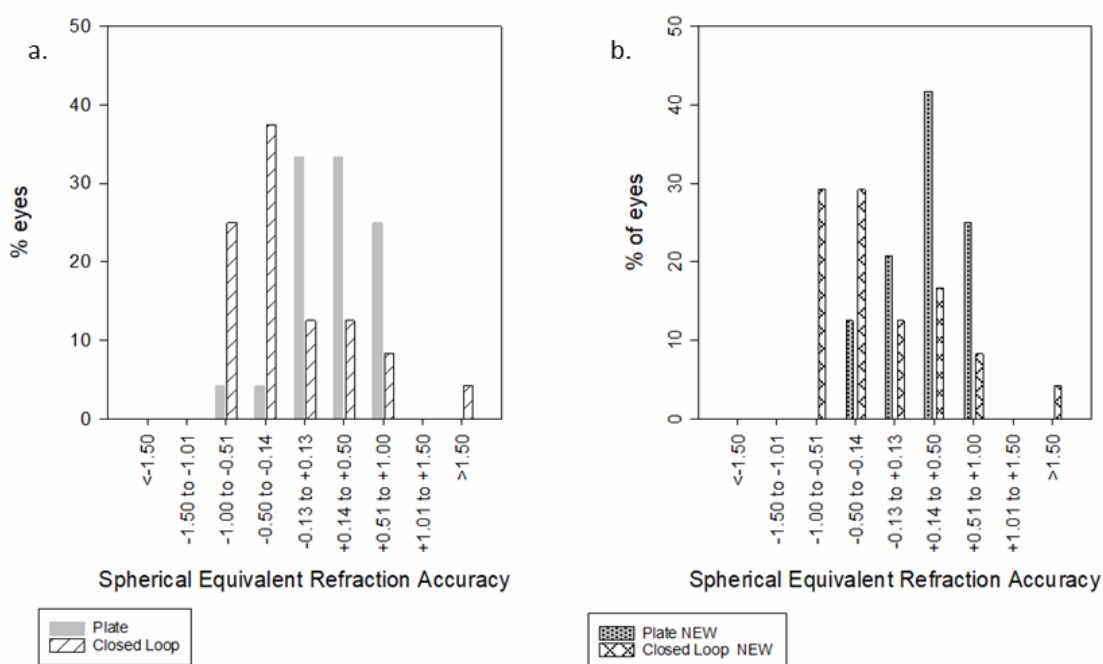 a.
50
40
30
20
10
0
% eyes
<-1.50
-1.50 to -1.01
-1.00 to -0.51
-0.50 to -0.14
-0.13 to +0.13
+0.14 to +0.50
+0.51 to +1.00
+1.01 to +1.50
>1.50
Spherical Equivalent Refraction Accuracy
Plate
Closed Loop
b.
50
40
30
20
10
0
% of eyes
<-1.50
-1.50 to -1.01
-1.00 to -0.51
-0.50 to -0.14
-0.13 to +0.13
+0.14 to +0.50
+0.51 to +1.00
+1.01 to +1.50
>1.50
Spherical Equivalent Refraction Accuracy
Plate NEW
Closed Loop NEW